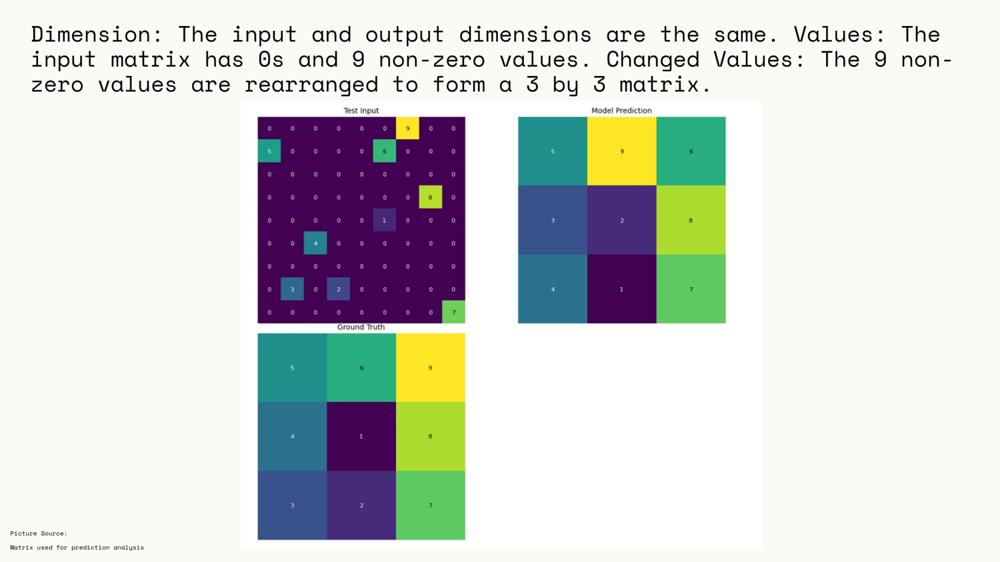 Dimension: The input and output dimensions are the same. Values: The
input matrix has 0s and 9 non-zero values. Changed Values: The 9 non-
zero values are rearranged to form a 3 by 3 matrix.
Test Input
0 0 0 0 0 0 9 0 0
5 0 0 0 0 6 0 0 0
0 0 0 0 0 0 0 0 0
0 0 0 0 0 0 0 8 0
0 0 0 0 0 1 0 0 0
0 0 4 0 0 0 0 0 0
0 0 0 0 0 0 0 0 0
0 3 0 2 0 0 0 0 0
0 0 0 0 0 0 0 0 7
Model Prediction
5 9 6
3 2 8
4 1 7
Ground Truth
5 6 9
4 1 8
3 2 7
Picture Source:
Matrix used for prediction analysis